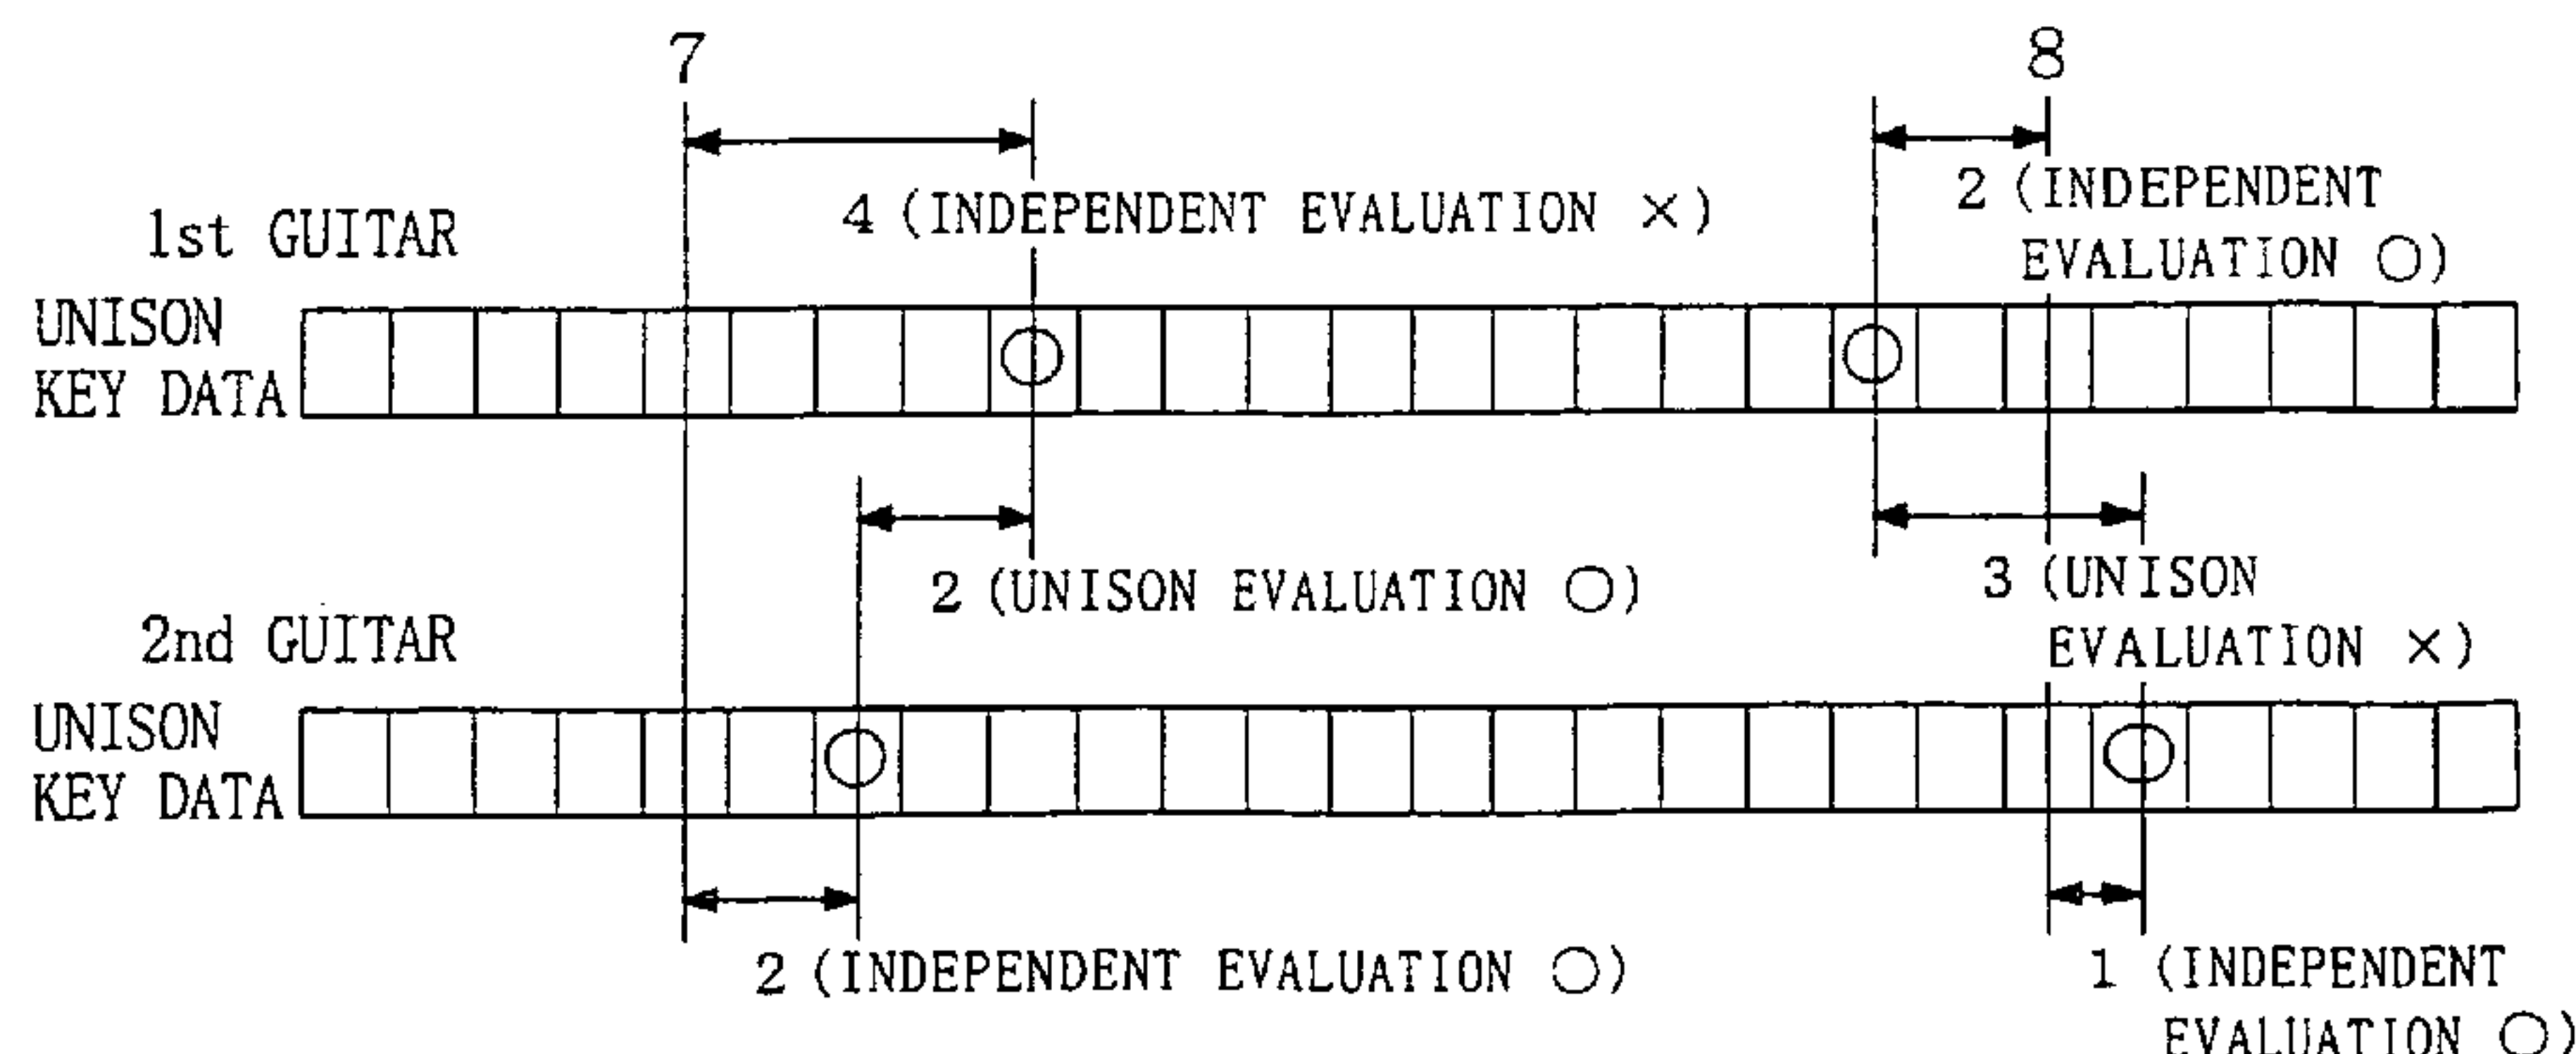 7
8
4 (INDEPENDENT EVALUATION ×)
2 (INDEPENDENT
EVALUATION ○)
1st GUITAR
UNISON
KEY DATA
2 (UNISON EVALUATION ○)
3 (UNISON
EVALUATION ×)
2nd GUITAR
UNISON
KEY DATA
2 (INDEPENDENT EVALUATION ○)
1 (INDEPENDENT
EVALUATION ○)